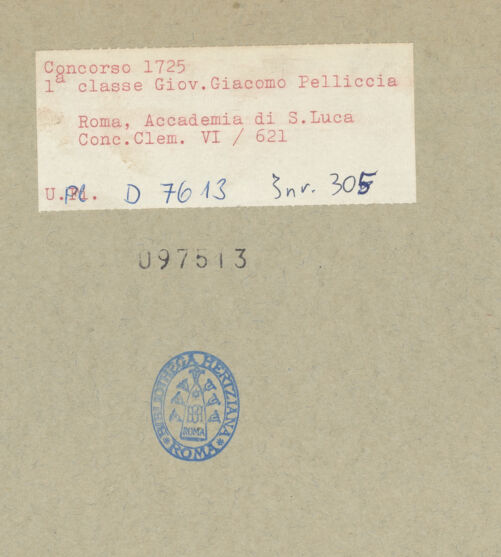 Concorso 1725
1ª classe Giov.Giacomo Pelliccia
Roma, Accademia di S.Luca
Conc.Clem. VI / 621
U.Pl. D 7613 Inr. 305
097513
BIBLIOTHECA HERTZIANA
ROMA
* ROMA *